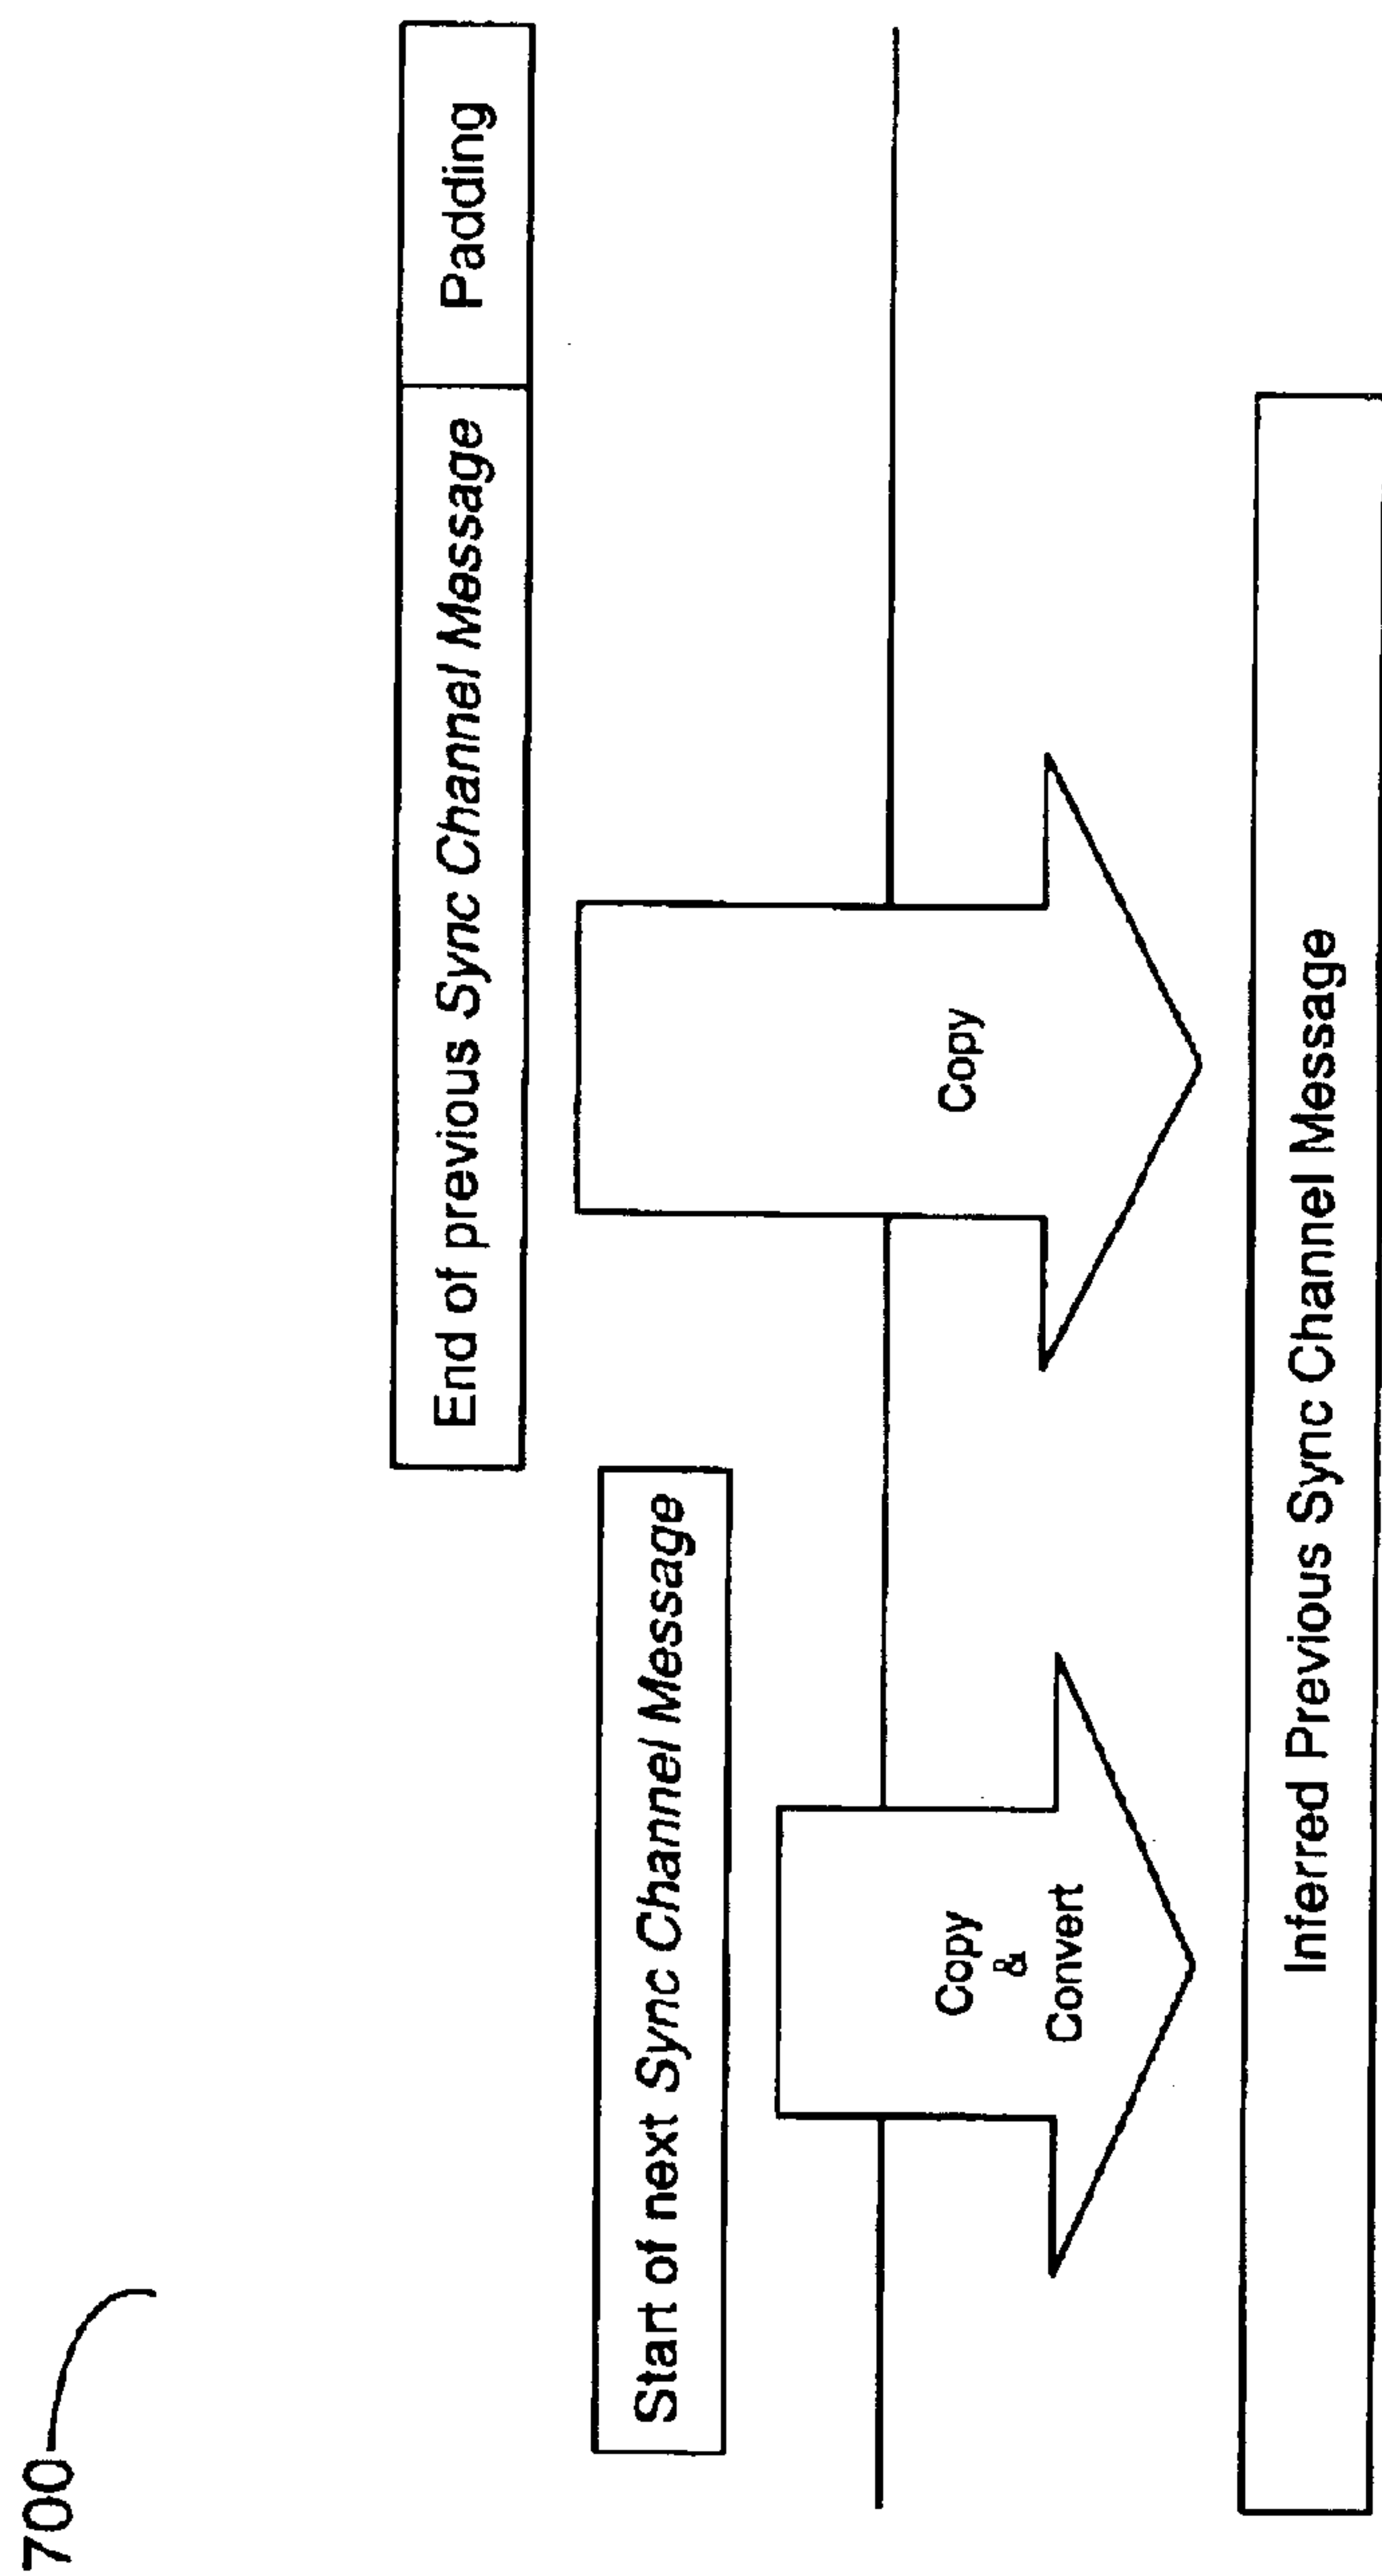 700
End of previous Sync Channel Message
Padding
Start of next Sync Channel Message
Copy
&
Convert
Copy
Inferred Previous Sync Channel Message